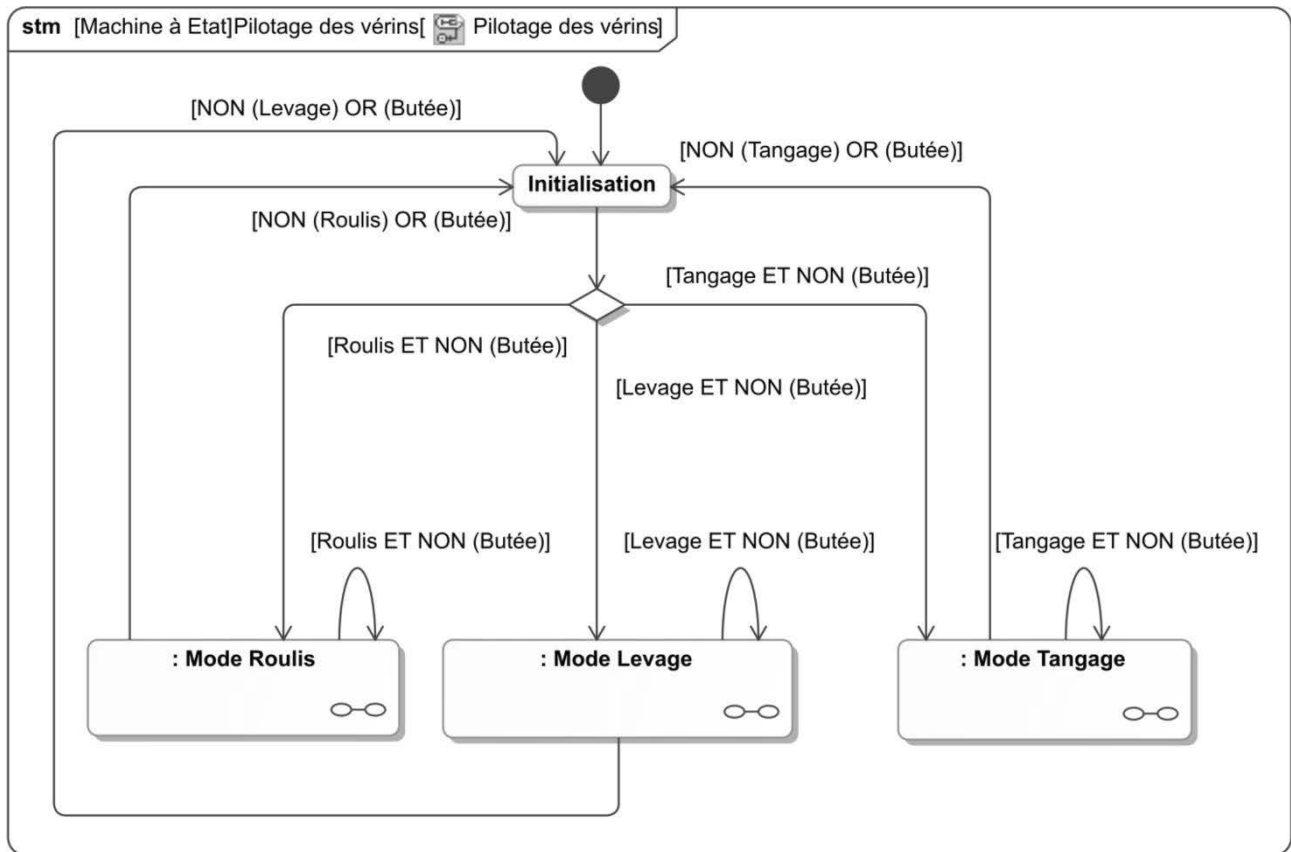 stm [Machine à Etat]Pilotage des vérins[ Pilotage des vérins]
[NON (Levage) OR (Butée)]
[NON (Tangage) OR (Butée)]
Initialisation
[NON (Roulis) OR (Butée)]
[Tangage ET NON (Butée)]
[Roulis ET NON (Butée)]
[Levage ET NON (Butée)]
[Roulis ET NON (Butée)]
[Levage ET NON (Butée)]
[Tangage ET NON (Butée)]
: Mode Roulis
: Mode Levage
: Mode Tangage